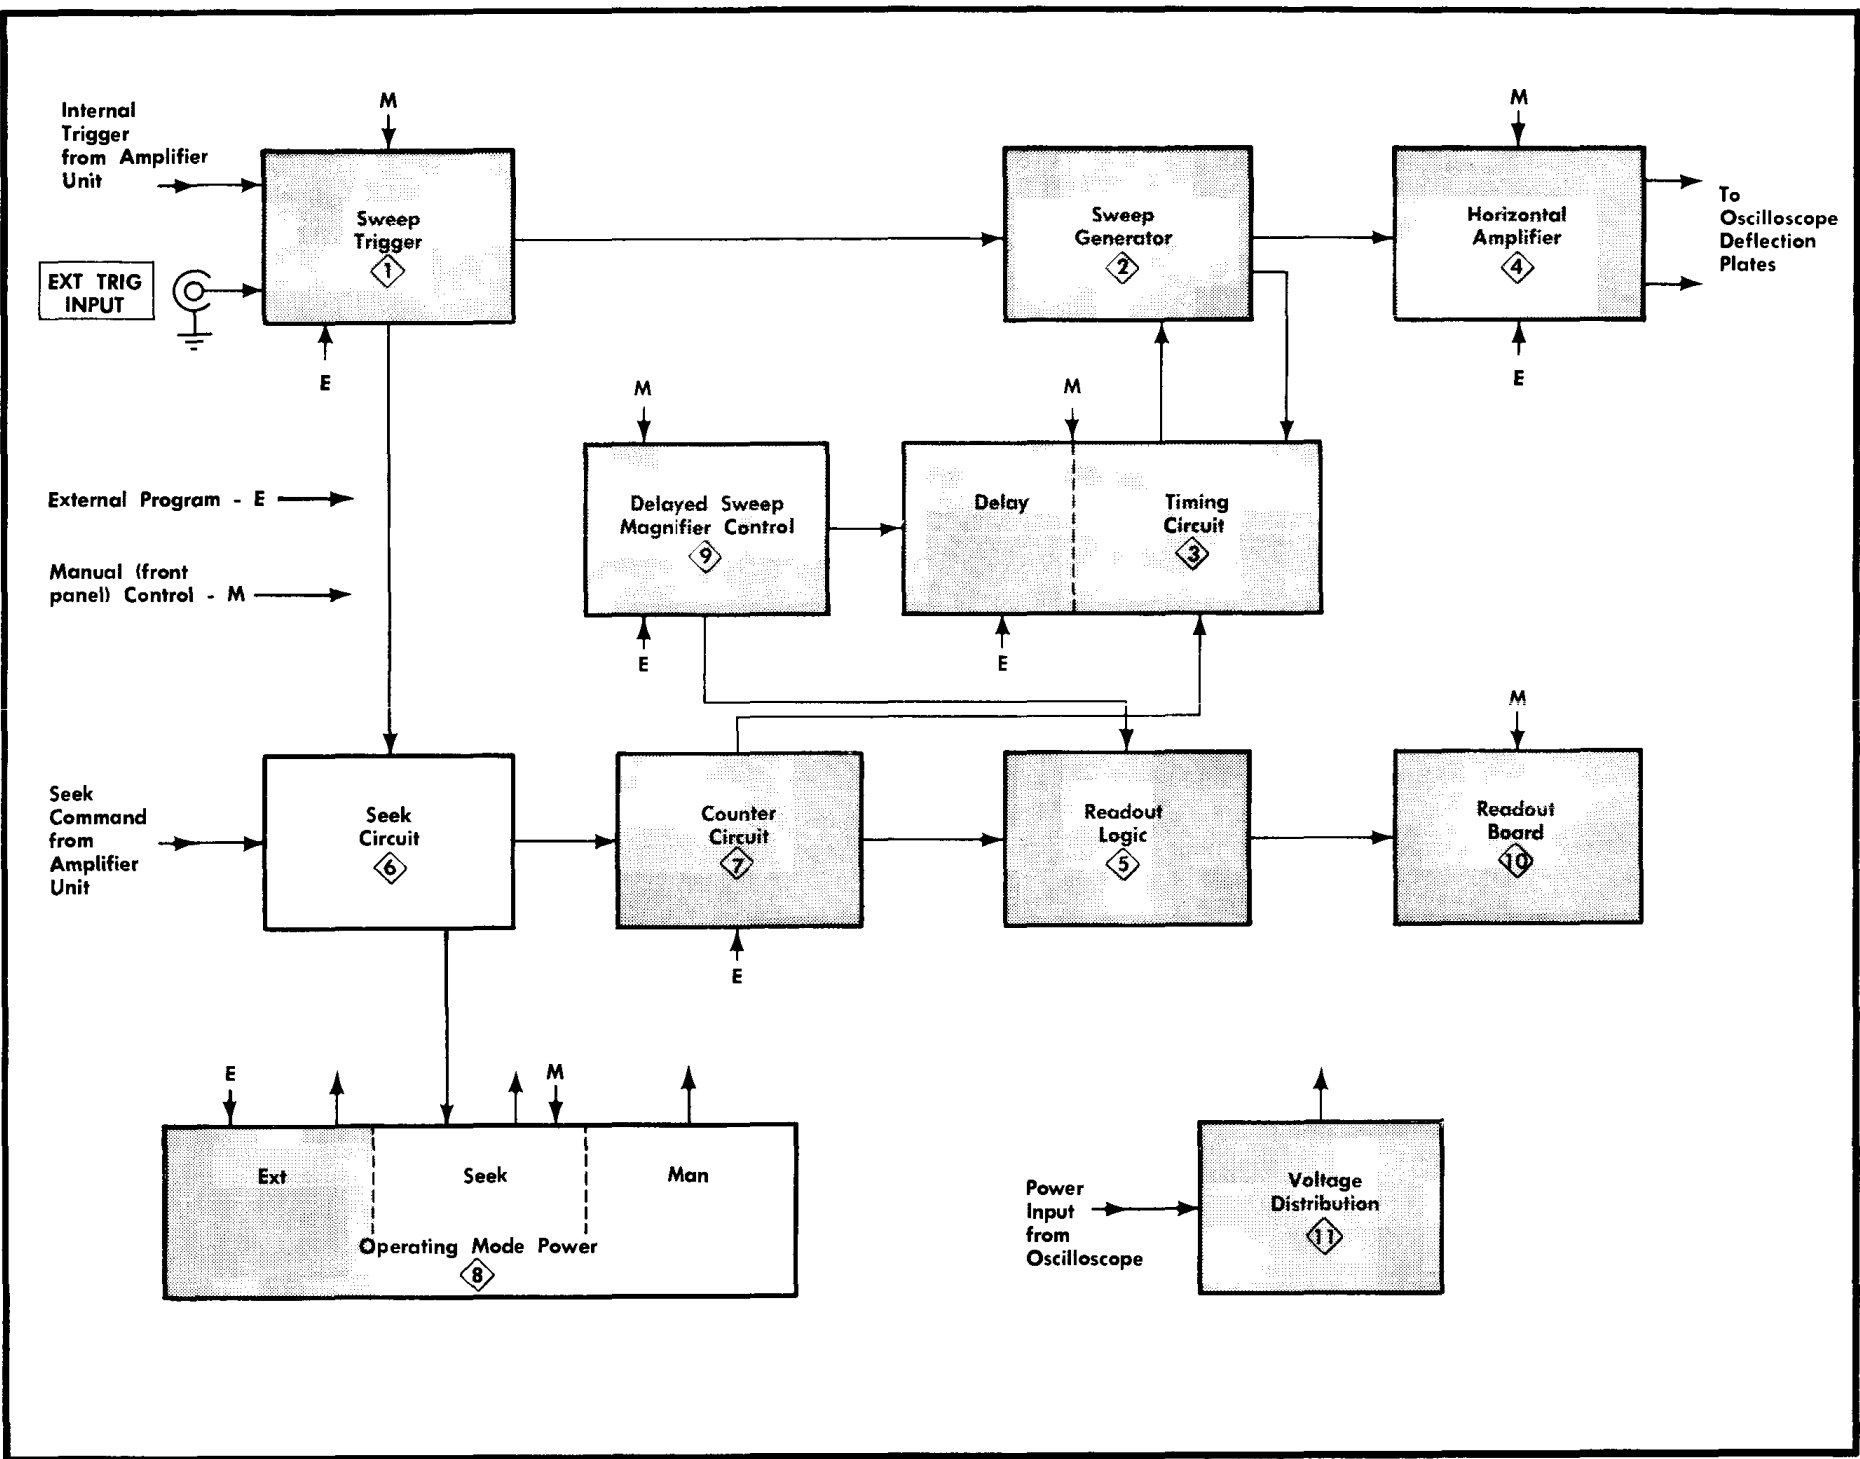 Internal
Trigger
from Amplifier
Unit
M
Sweep
Trigger
1
EXT TRIG
INPUT
E
Sweep
Generator
2
M
Horizontal
Amplifier
4
E
To
Oscilloscope
Deflection
Plates
External Program - E
Manual (front
panel) Control - M
M
Delayed Sweep
Magnifier Control
9
E
M
Delay
Timing
Circuit
3
E
Seek
Command
from
Amplifier
Unit
Seek
Circuit
6
Counter
Circuit
7
E
Readout
Logic
5
M
Readout
Board
10
E
M
Ext
Seek
Man
Operating Mode Power
8
Power
Input
from
Oscilloscope
Voltage
Distribution
11